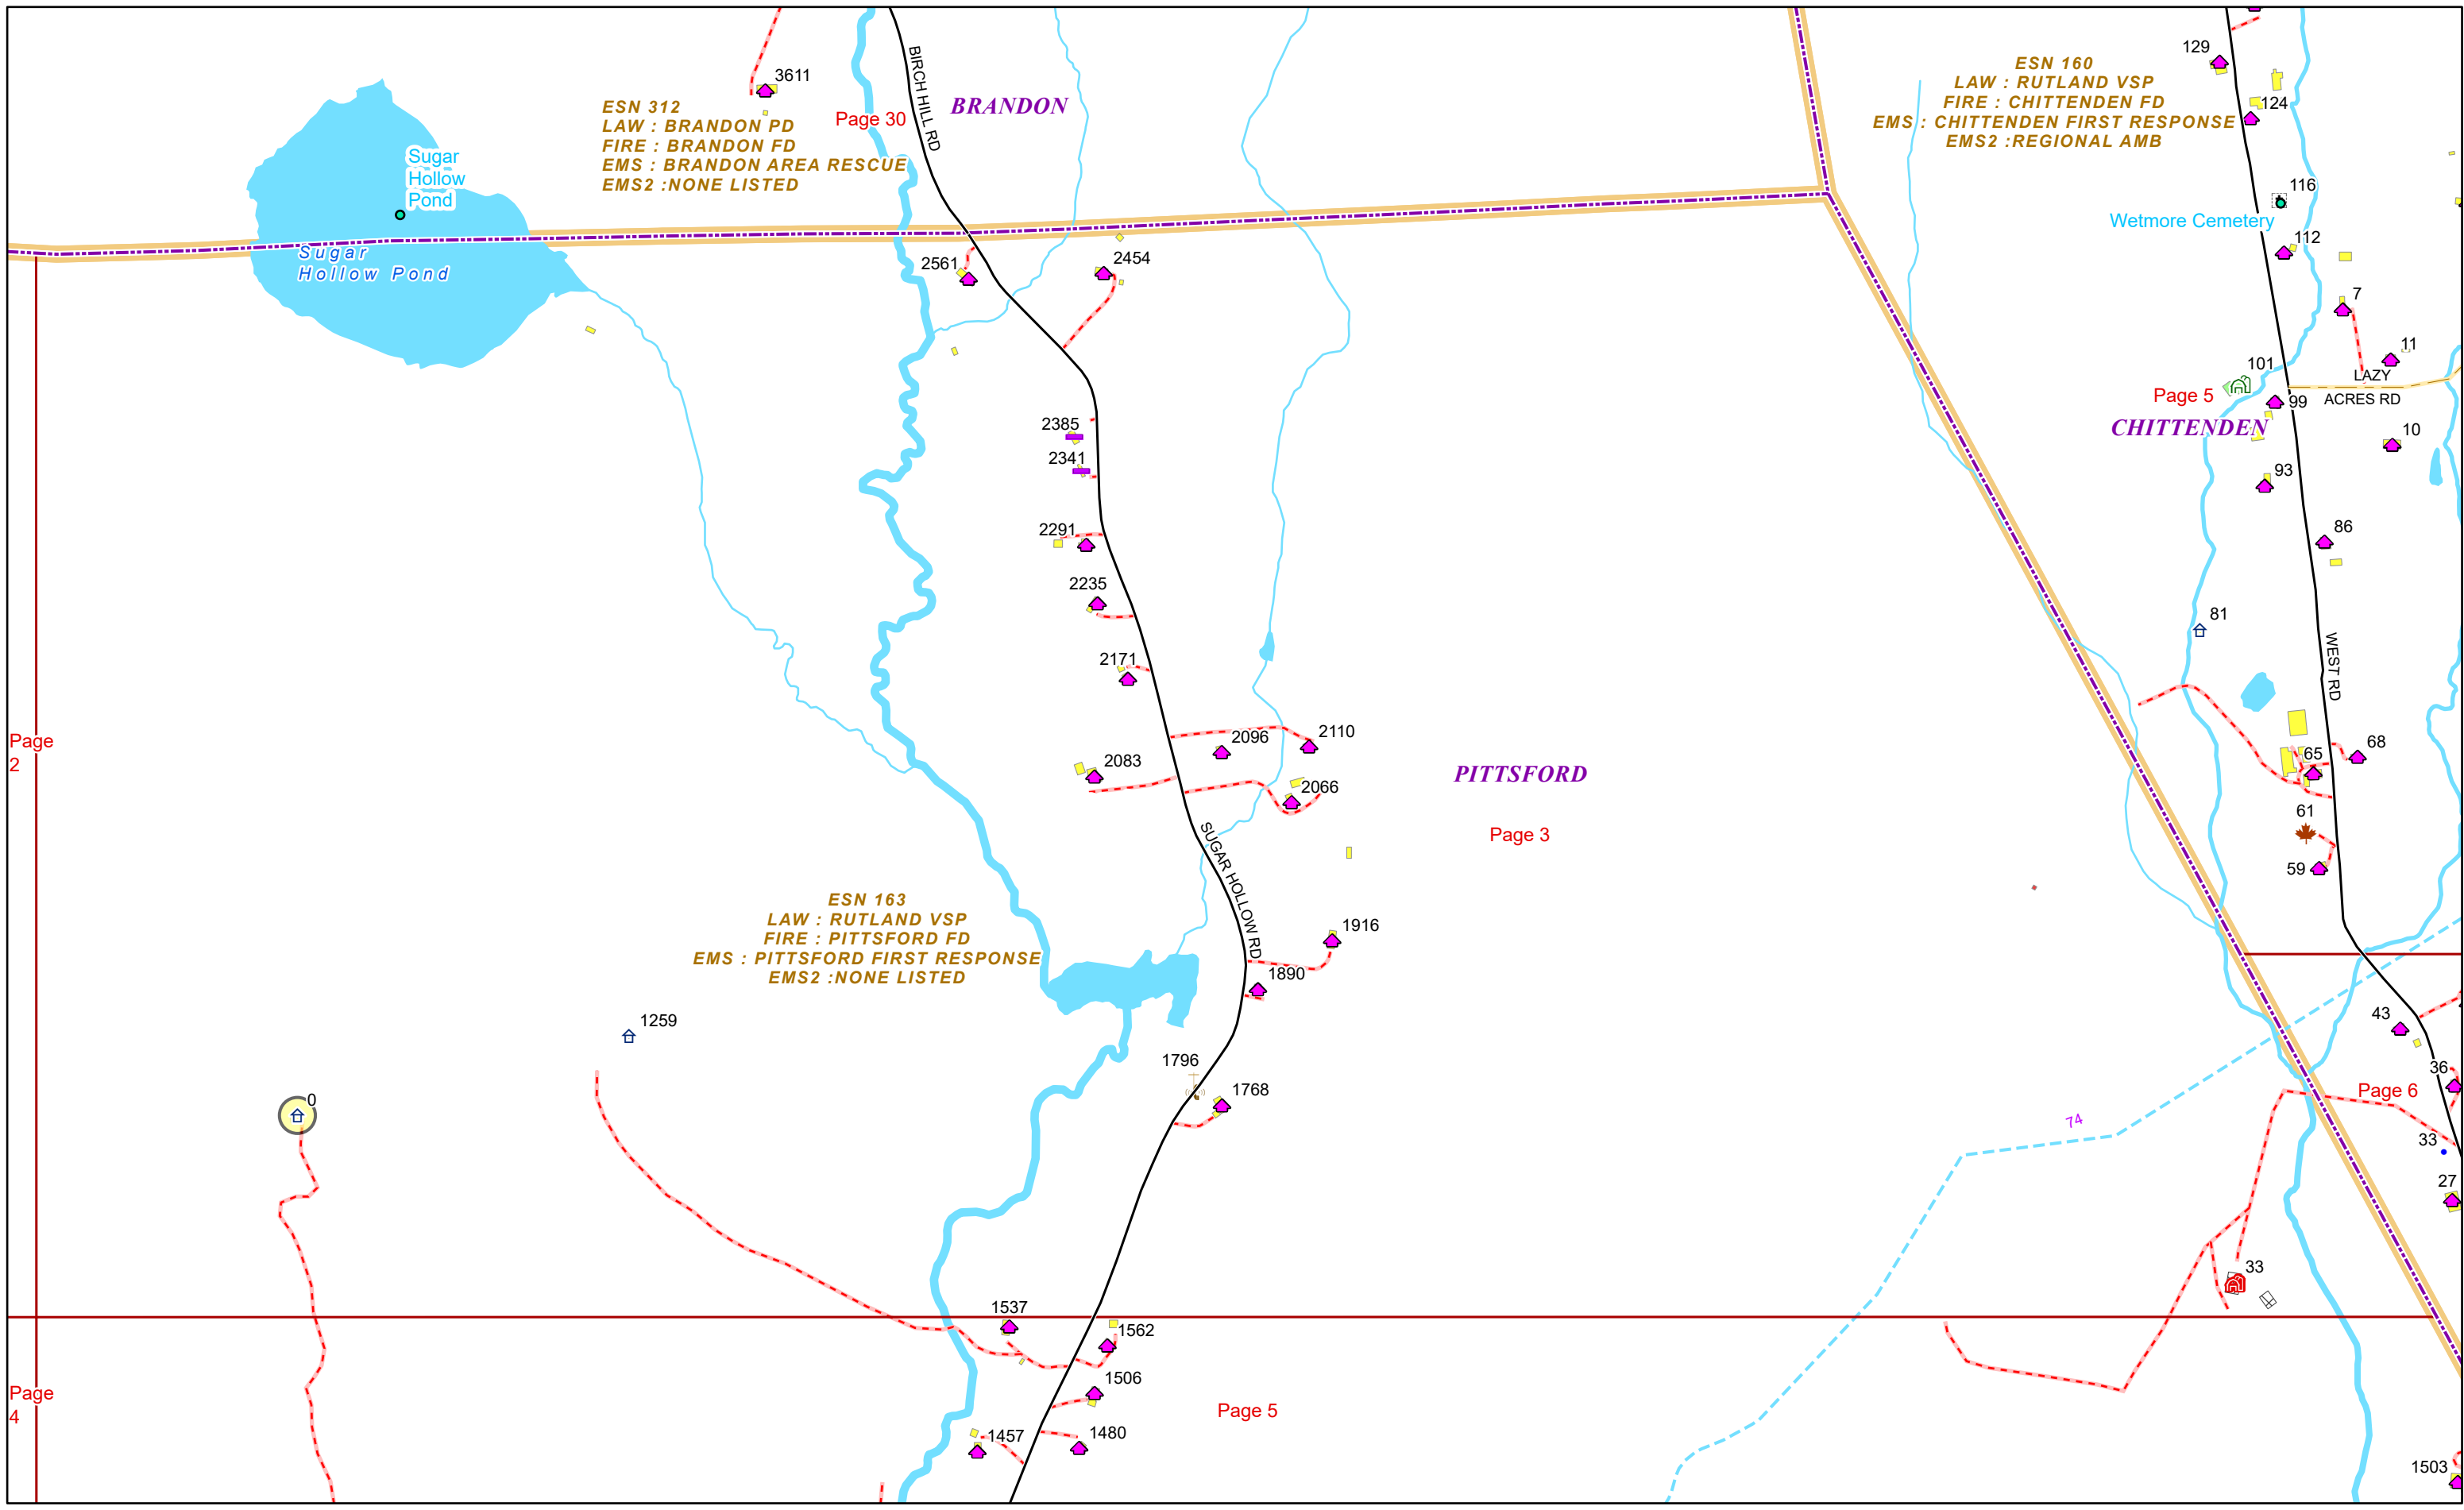 3611
ESN 312
LAW : BRANDON PD
FIRE : BRANDON FD
EMS : BRANDON AREA RESCUE
EMS2 :NONE LISTED
Page 30
BIRCH HILL RD
BRANDON
ESN 160
LAW : RUTLAND VSP
FIRE : CHITTENDEN FD
EMS : CHITTENDEN FIRST RESPONSE
EMS2 :REGIONAL AMB
129
124
116
Wetmore Cemetery
112
Sugar
Hollow
Pond
Sugar
Hollow Pond
2561
2454
7
11
101
LAZY
ACRES RD
Page 5
99
CHITTENDEN
10
93
2385
2341
2291
86
2235
81
2171
WEST RD
Page
2
2096
2110
2083
2066
PITTSFORD
68
65
61
Page 3
59
SUGAR HOLLOW RD
ESN 163
LAW : RUTLAND VSP
FIRE : PITTSFORD FD
EMS : PITTSFORD FIRST RESPONSE
EMS2 :NONE LISTED
1916
1890
1259
43
1796
1768
0
36
Page 6
74
33
27
33
1537
1562
1506
Page
4
Page 5
1457
1480
1503